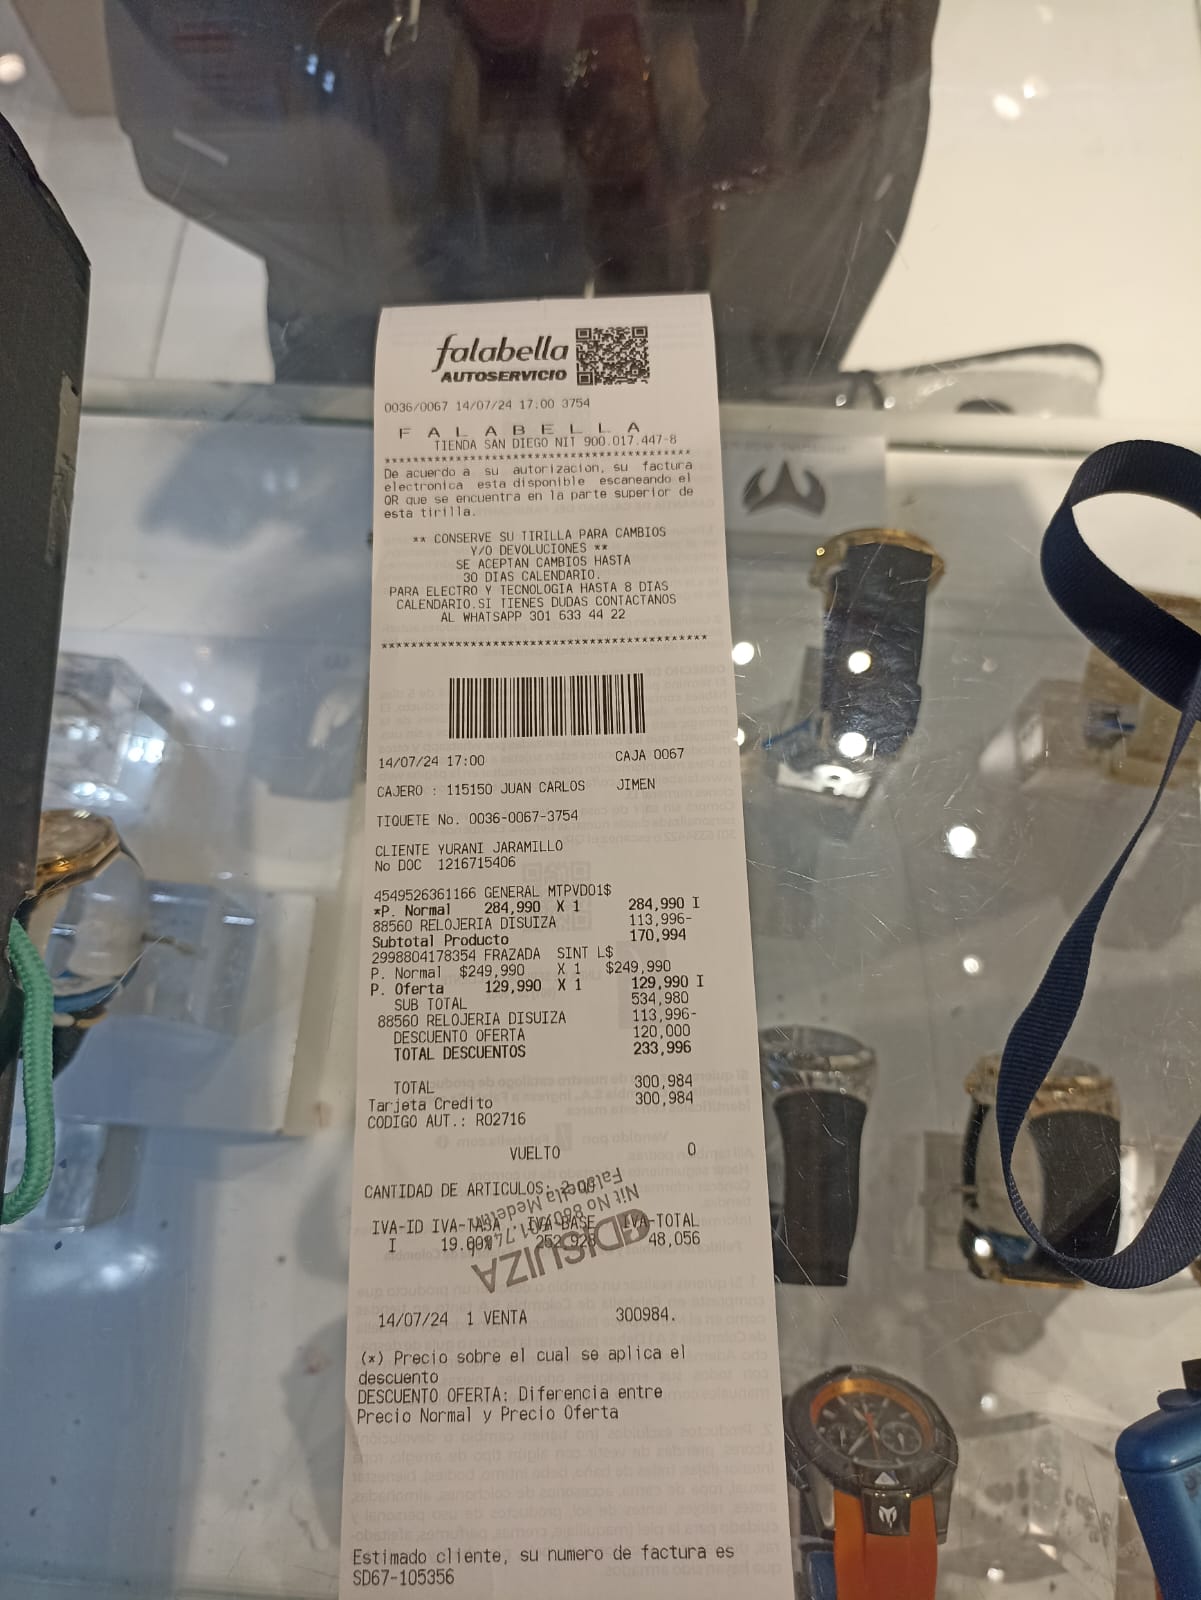 falabella
AUTOSERVICIO
0036/0067 14/07/24 17:00 3754
F A L A B E L L A
TIENDA SAN DIEGO NIT 900.017.447-8
************************************************
De acuerdo a su autorizacion, su factura
electronica esta disponible escaneando el
QR que se encuentra en la parte superior de
esta tirilla.
** CONSERVE SU TIRILLA PARA CAMBIOS
Y/O DEVOLUCIONES **
SE ACEPTAN CAMBIOS HASTA
30 DIAS CALENDARIO.
PARA ELECTRO Y TECNOLOGIA HASTA 8 DIAS
CALENDARIO.SI TIENES DUDAS CONTACTANOS
AL WHATSAPP 301 633 44 22
************************************************
14/07/24 17:00 CAJA 0067
CAJERO : 115150 JUAN CARLOS JIMEN
TIQUETE No. 0036-0067-3754
CLIENTE YURANI JARAMILLO
No DOC 1216715406
4549526361166 GENERAL MTPVD01$
*P. Normal 284,990 X 1 284,990 I
88560 RELOJERIA DISUIZA 113,996-
Subtotal Producto 170,994
2998804178354 FRAZADA SINT L$
P. Normal $249,990 X 1 $249,990
P. Oferta 129,990 X 1 129,990 I
SUB TOTAL 534,980
88560 RELOJERIA DISUIZA 113,996-
DESCUENTO OFERTA 120,000
TOTAL DESCUENTOS 233,996
TOTAL 300,984
Tarjeta Credito 300,984
CODIGO AUT.: R02716
VUELTO 0
CANTIDAD DE ARTICULOS:
IVA-ID IVA-TASA IVA-BASE IVA-TOTAL
I 19.00% 252,928 48,056
DISUIZA
14/07/24 1 VENTA 300984.
(*) Precio sobre el cual se aplica el
descuento
DESCUENTO OFERTA: Diferencia entre
Precio Normal y Precio Oferta
Estimado cliente, su numero de factura es
SD67-105356